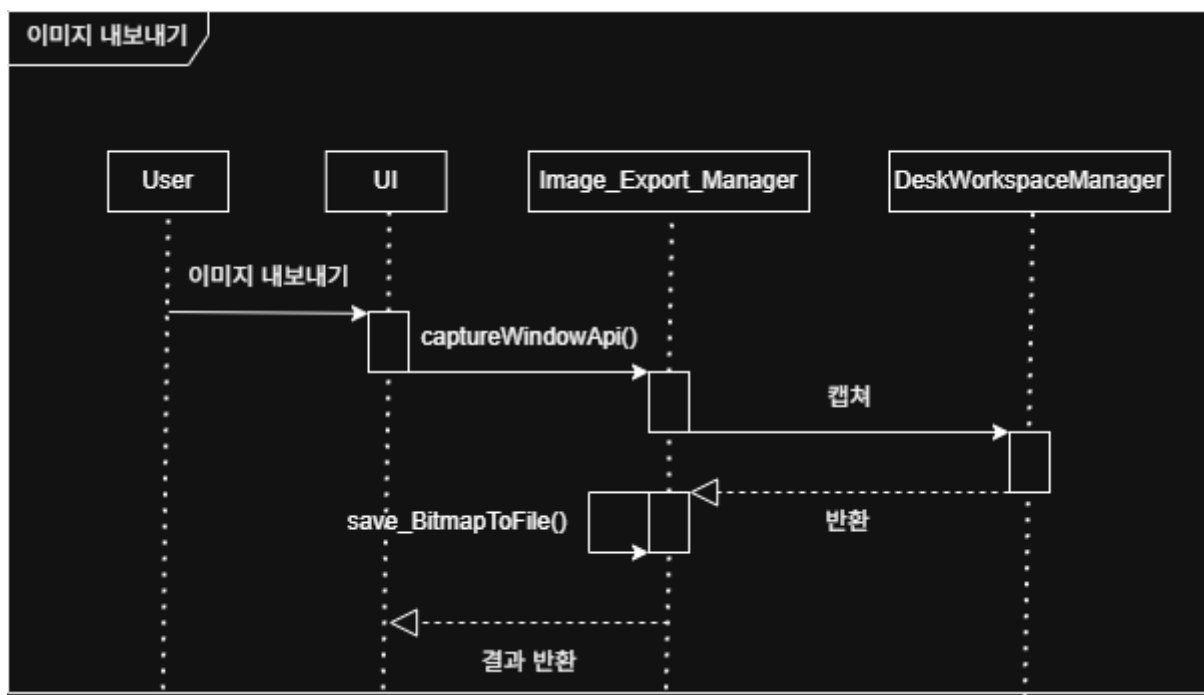 이미지 내보내기
User
UI
Image_Export_Manager
DeskWorkspaceManager
이미지 내보내기
captureWindowApi()
캡쳐
반환
save_BitmapToFile()
결과 반환